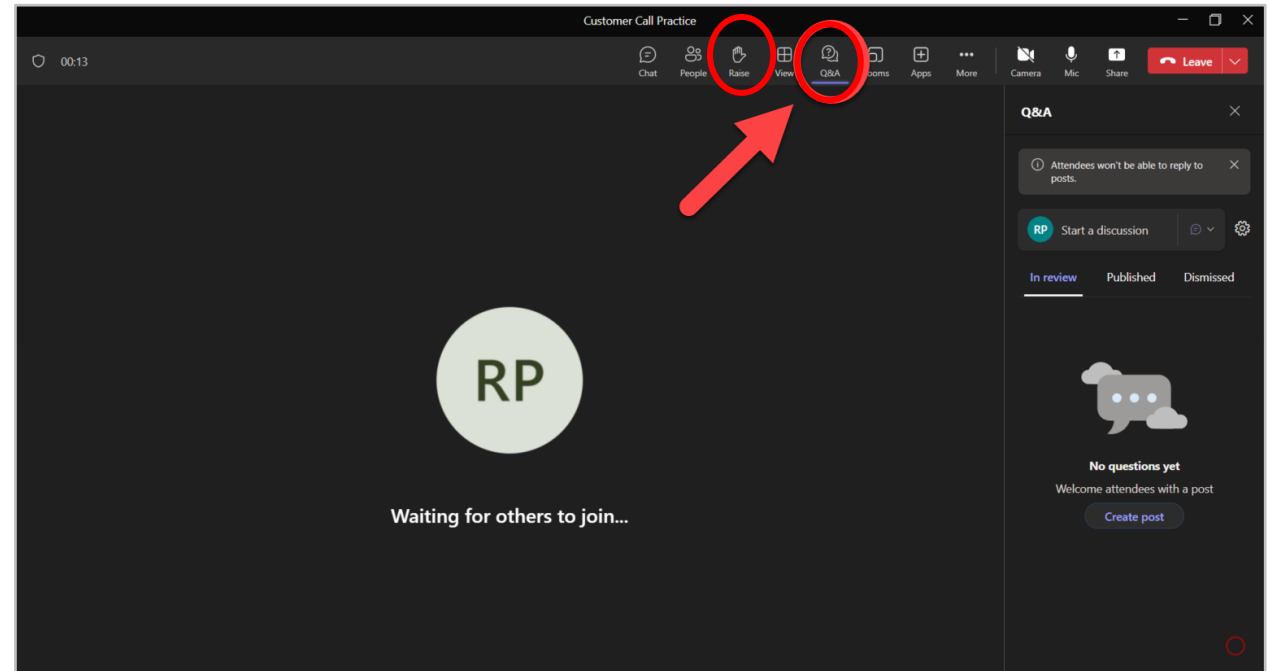 Customer Call Practice
00:13
Chat People Raise View Q&A ooms Apps More Camera Mic Share Leave
Q&A
Attendees won't be able to reply to
posts.
RP Start a discussion
In review Published Dismissed
RP
No questions yet
Welcome attendees with a post
Create post
Waiting for others to join...